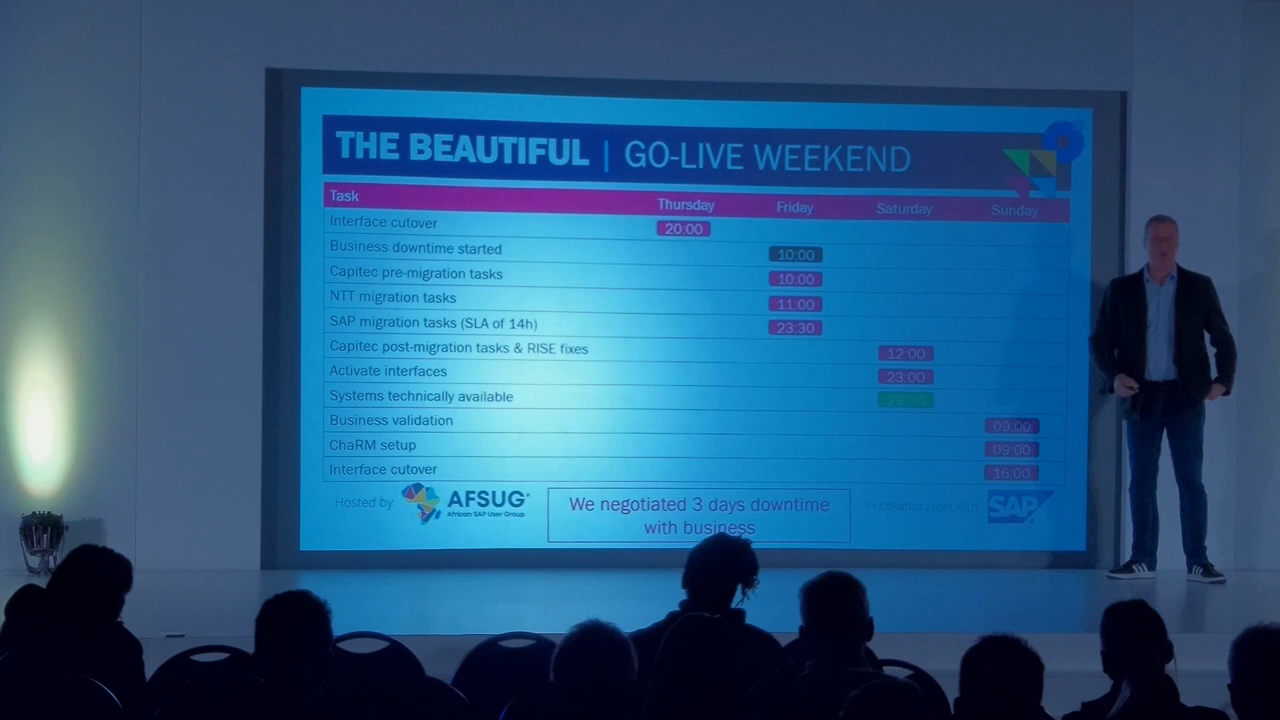 THE BEAUTIFUL | GO-LIVE WEEKEND
Task Thursday Friday Saturday Sunday
Interface cutover 20:00
Business downtime started 10:00
Capitec pre-migration tasks 10:00
NTT migration tasks 11:00
SAP migration tasks (SLA of 14h) 23:30
Capitec post-migration tasks & RISE fixes 12:00
Activate interfaces 23:00
Systems technically available 23:00
Business validation 09:00
ChaRM setup 09:00
Interface cutover 16:00
Hosted by AFSUG
African SAP User Group
We negotiated 3 days downtime
with business
In collaboration with SAP